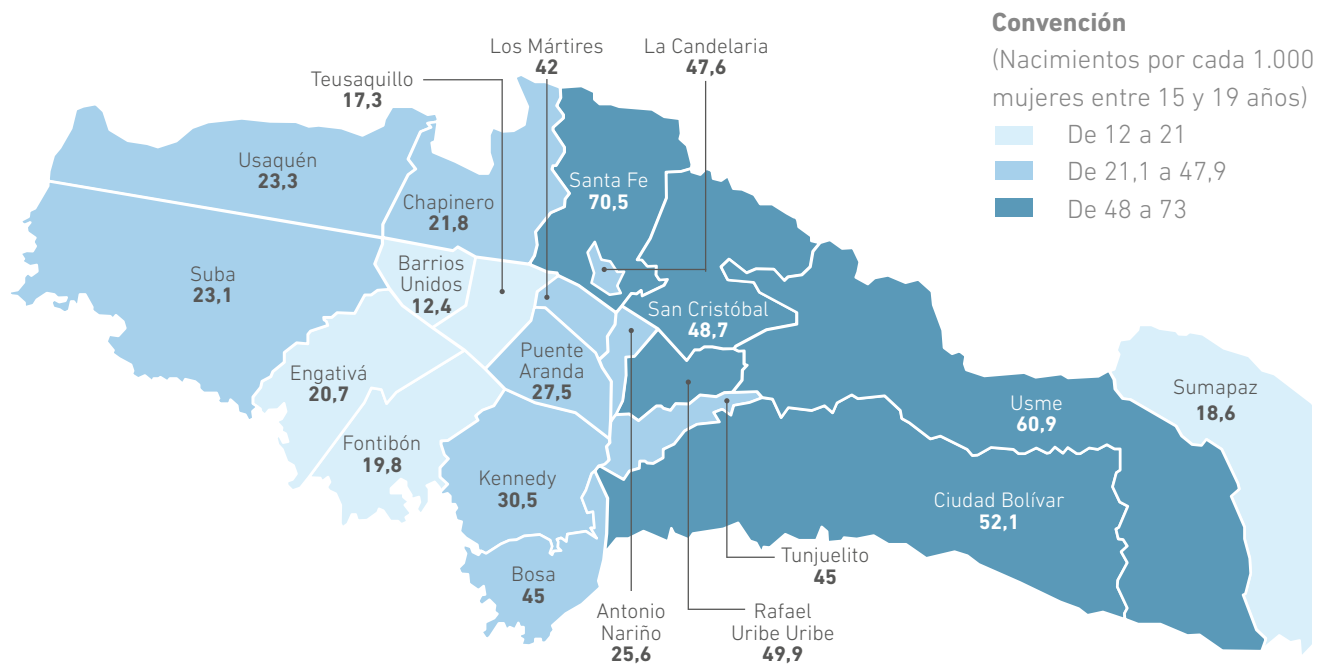 Convención
(Nacimientos por cada 1.000
mujeres entre 15 y 19 años)
De 12 a 21
De 21,1 a 47,9
De 48 a 73
Los Mártires
42
La Candelaria
47,6
Teusaquillo
17,3
Usaquén
23,3
Chapinero
21,8
Santa Fe
70,5
Suba
23,1
Barrios
Unidos
12,4
San Cristóbal
48,7
Puente
Aranda
27,5
Engativá
20,7
Fontibón
19,8
Usme
60,9
Sumapaz
18,6
Kennedy
30,5
Ciudad Bolívar
52,1
Bosa
45
Tunjuelito
45
Antonio
Nariño
25,6
Rafael
Uribe Uribe
49,9